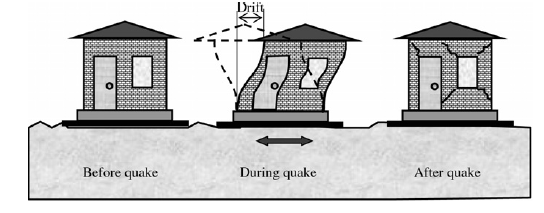 Drift
Before quake
During quake
After quake